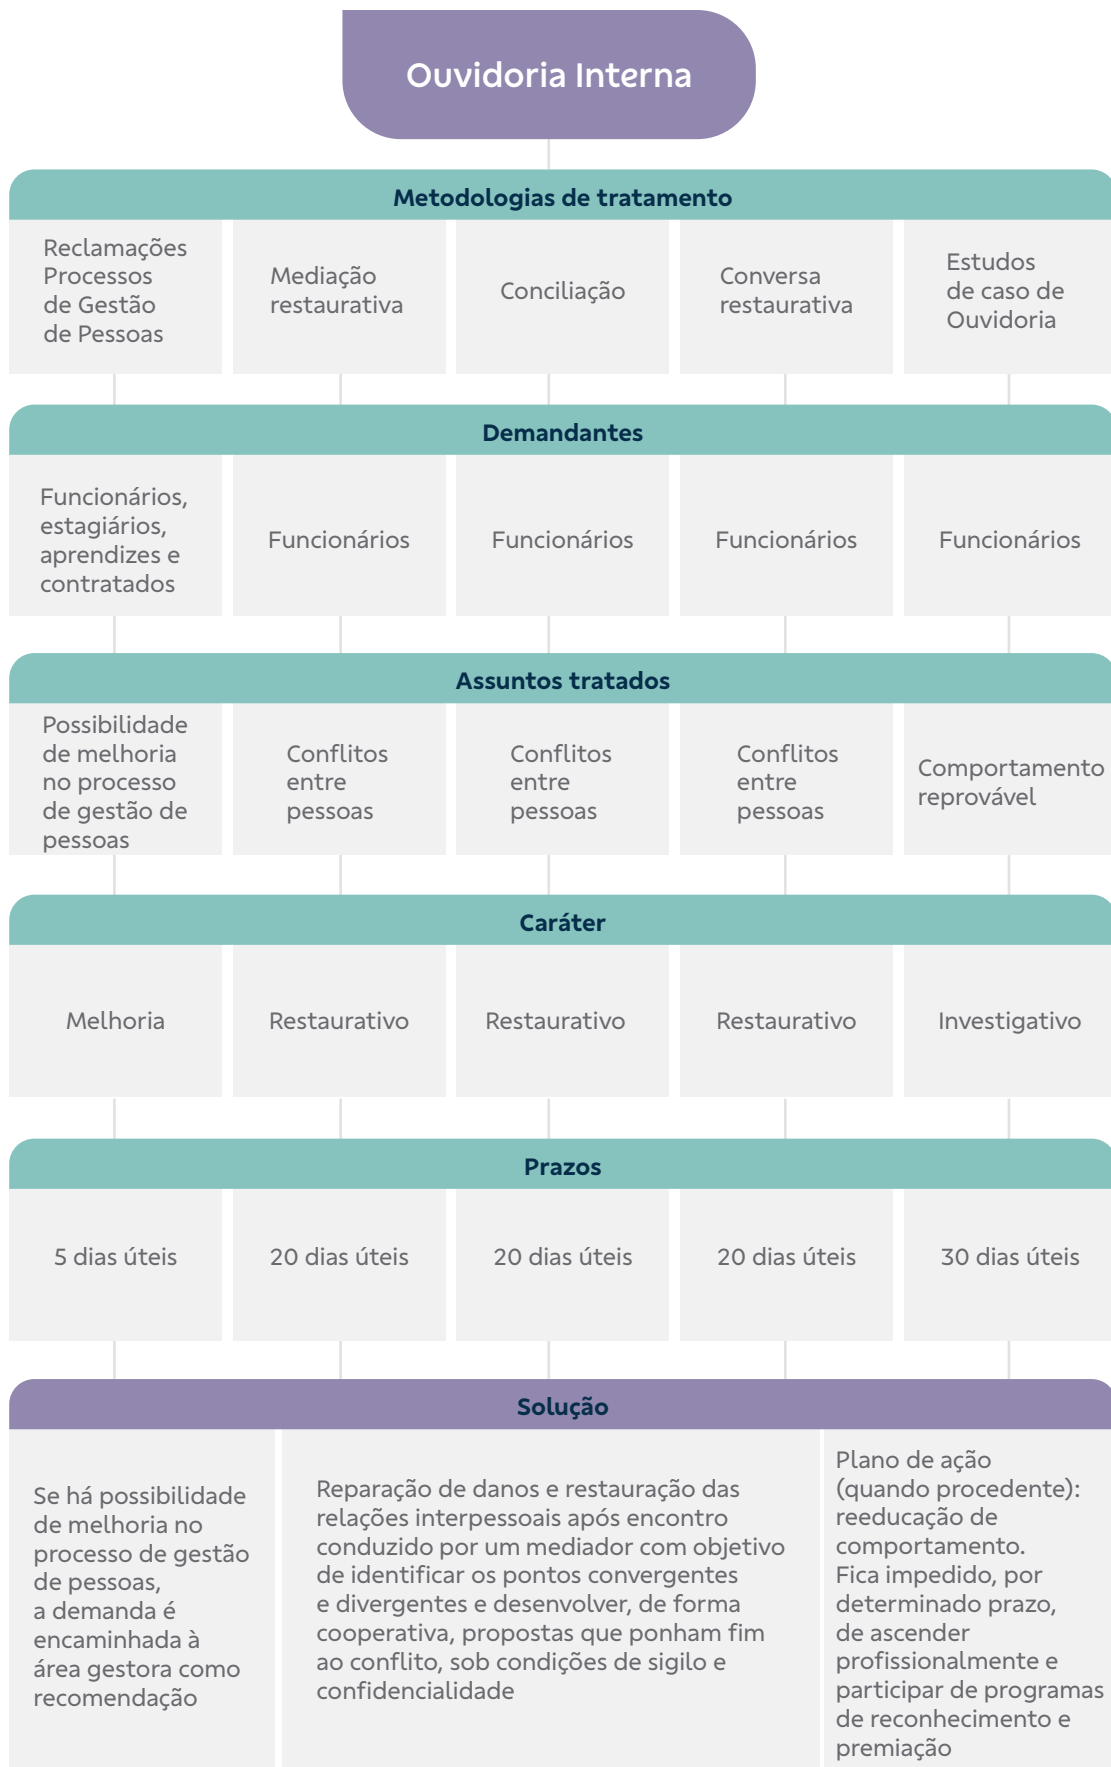 Ouvidoria Interna
Metodologias de tratamento
Reclamações
Processos
de Gestão
de Pessoas
Mediação
restaurativa
Conciliação
Conversa
restaurativa
Estudos
de caso de
Ouvidoria
Demandantes
Funcionários,
estagiários,
aprendizes e
contratados
Funcionários
Funcionários
Funcionários
Funcionários
Assuntos tratados
Possibilidade
de melhoria
no processo
de gestão de
pessoas
Conflitos
entre
pessoas
Conflitos
entre
pessoas
Conflitos
entre
pessoas
Comportamento
reprovável
Caráter
Melhoria
Restaurativo
Restaurativo
Restaurativo
Investigativo
Prazos
5 dias úteis
20 dias úteis
20 dias úteis
20 dias úteis
30 dias úteis
Solução
Se há possibilidade
de melhoria no
processo de gestão
de pessoas,
a demanda é
encaminhada à
área gestora como
recomendação
Reparação de danos e restauração das
relações interpessoais após encontro
conduzido por um mediador com objetivo
de identificar os pontos convergentes
e divergentes e desenvolver, de forma
cooperativa, propostas que ponham fim
ao conflito, sob condições de sigilo e
confidencialidade
Plano de ação
(quando procedente):
reeducação de
comportamento.
Fica impedido, por
determinado prazo,
de ascender
profissionalmente e
participar de programas
de reconhecimento e
premiação